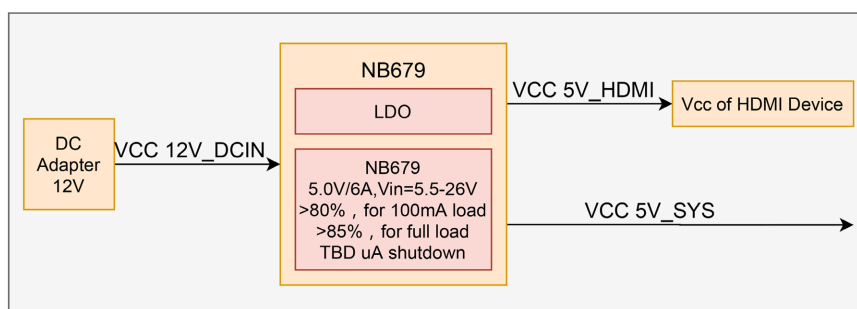 NB679
LDO
VCC 5V_HDMI
Vcc of HDMI Device
DC
Adapter
12V
VCC 12V_DCIN
NB679
5.0V/6A,Vin=5.5-26V
>80% , for 100mA load
>85% , for full load
TBD uA shutdown
VCC 5V_SYS